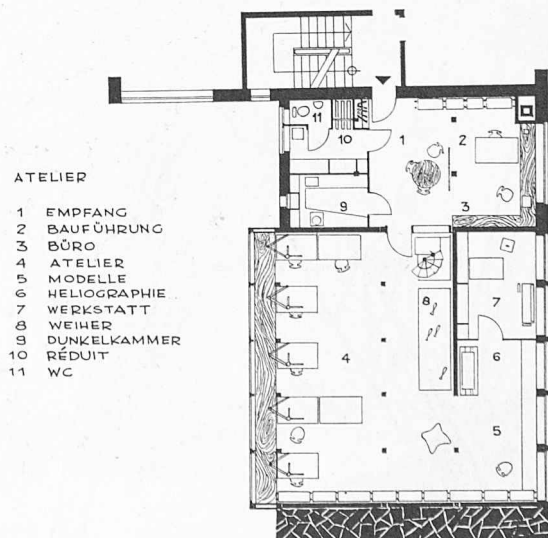 ATELIER
1 EMPFANG
2 BAUFÜHRUNG
3 BÜRO
4 ATELIER
5 MODELLE
6 HELIOGRAPHIE
7 WERKSTATT
8 WEIHER
9 DUNKELKAMMER
10 RÉDUIT
11 WC
11
10
1
2
9
3
8
7
4
6
5